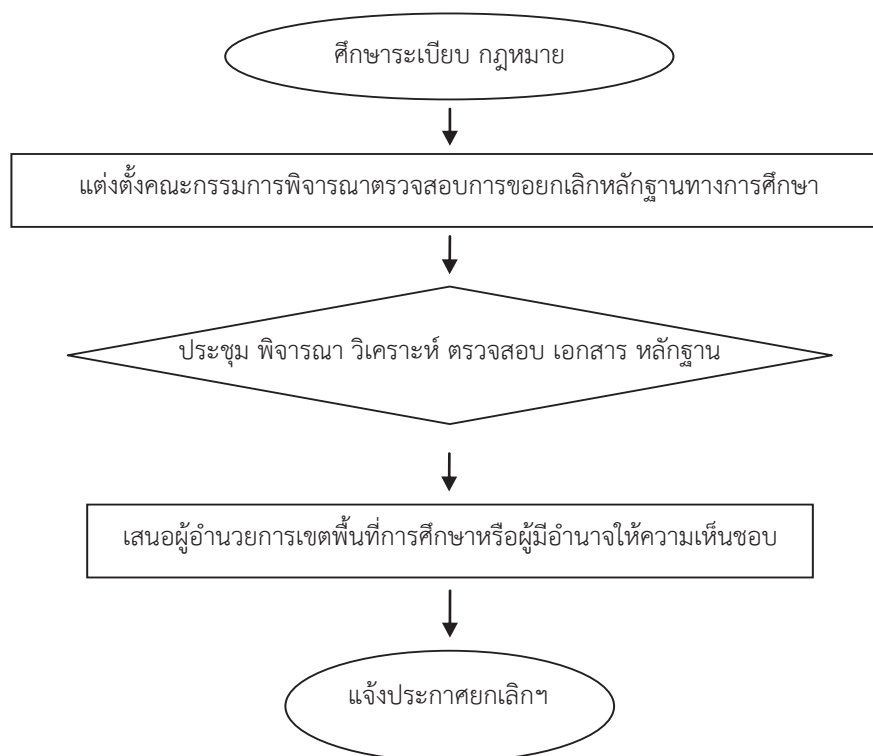 ศึกษาระเบียบ กฎหมาย
แต่งตั้งคณะกรรมการพิจารณาตรวจสอบการขอยกเลิกหลักฐานทางการศึกษา
ประชุม พิจารณา วิเคราะห์ ตรวจสอบ เอกสาร หลักฐาน
เสนอผู้อำนวยการเขตพื้นที่การศึกษาหรือผู้มีอำนาจให้ความเห็นชอบ
แจ้งประกาศยกเลิกฯ